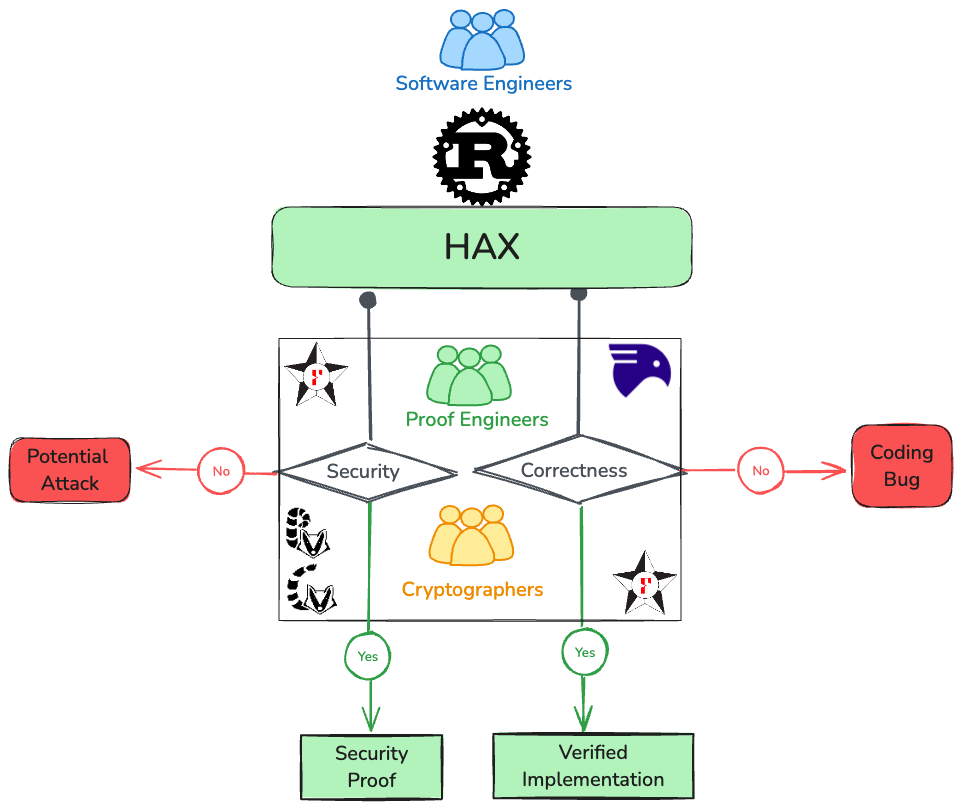 Software Engineers
R
HAX
F
Proof Engineers
Potential
Attack
No
Security
Correctness
No
Coding
Bug
Cryptographers
F
Yes
Yes
Security
Proof
Verified
Implementation